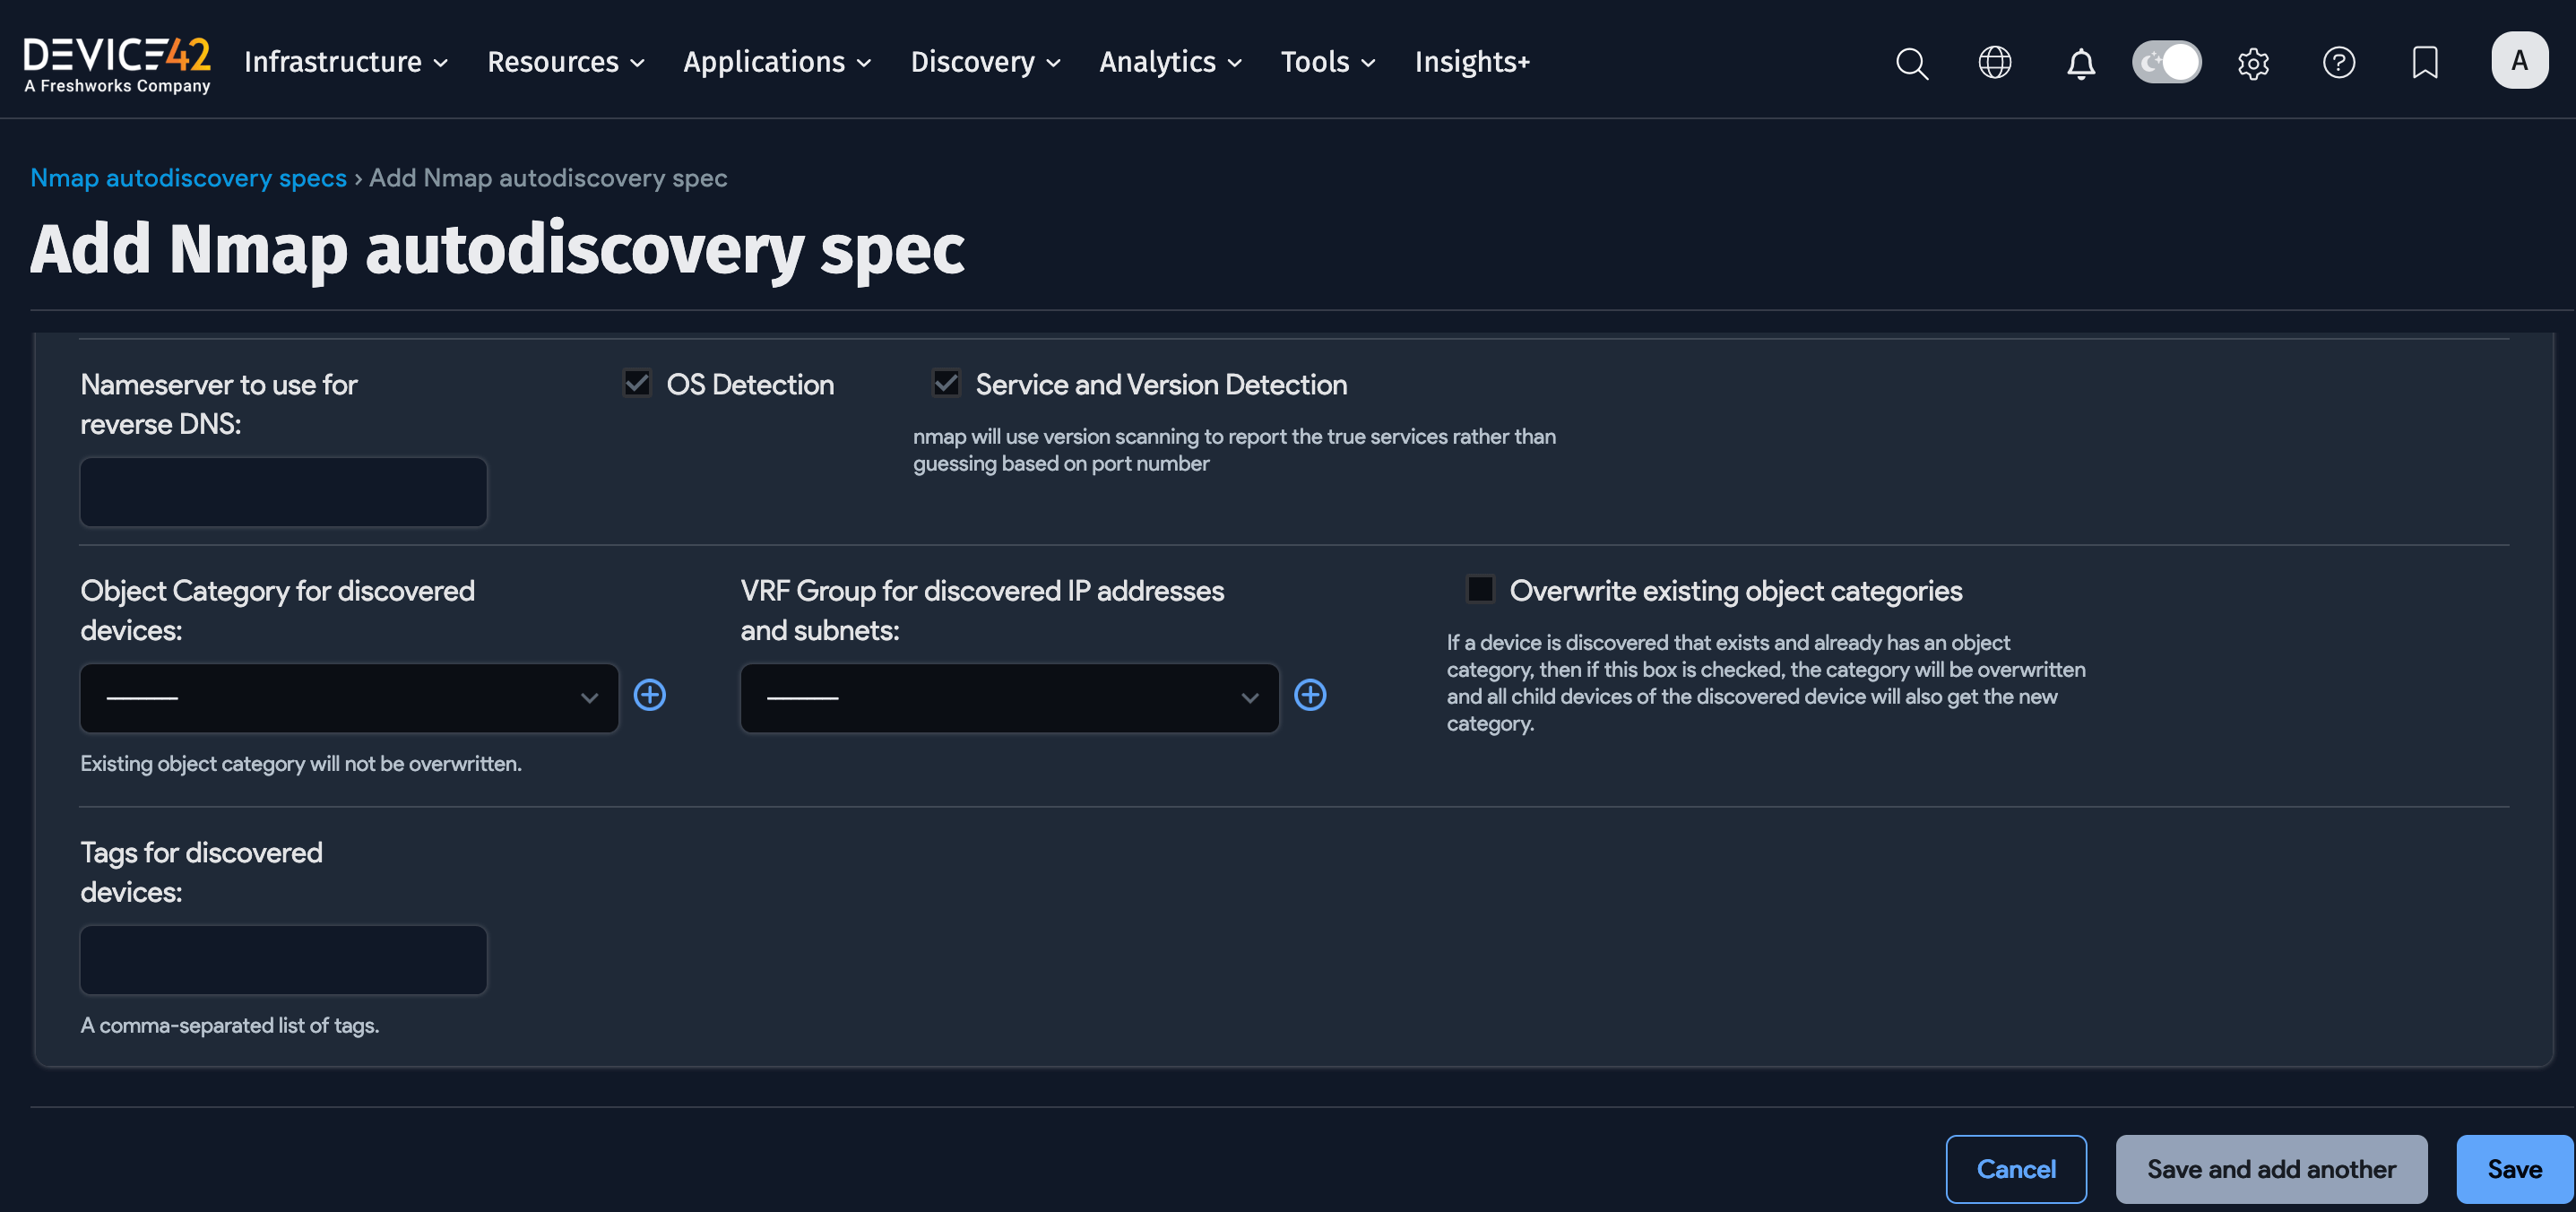 DEVICE42
A Freshworks Company
Infrastructure
Resources
Applications
Discovery
Analytics
Tools
Insights+
A
Nmap autodiscovery specs › Add Nmap autodiscovery spec
Add Nmap autodiscovery spec
Nameserver to use for
reverse DNS:
OS Detection
Service and Version Detection
nmap will use version scanning to report the true services rather than
guessing based on port number
Object Category for discovered
devices:
Existing object category will not be overwritten.
VRF Group for discovered IP addresses
and subnets:
Overwrite existing object categories
If a device is discovered that exists and already has an object
category, then if this box is checked, the category will be overwritten
and all child devices of the discovered device will also get the new
category.
Tags for discovered
devices:
A comma-separated list of tags.
Cancel
Save and add another
Save